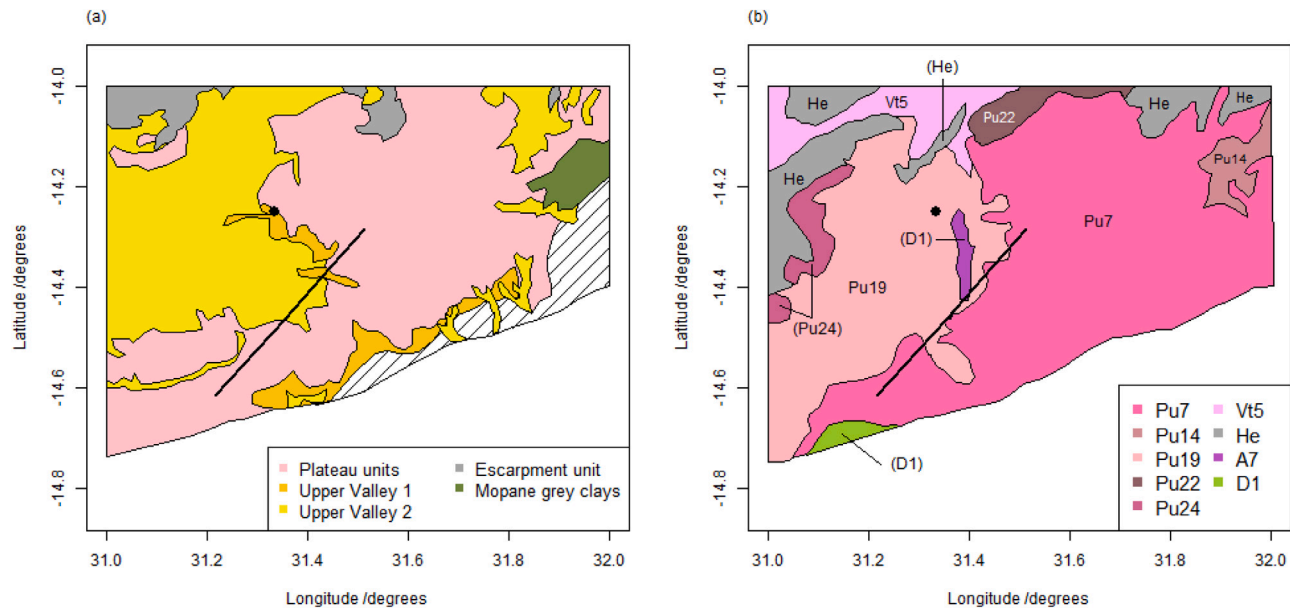 (a)
Latitude /degrees
-14.0
-14.2
-14.4
-14.6
-14.8
Plateau units
Upper Valley 1
Upper Valley 2
Escarpment unit
Mopane grey clays
31.0 31.2 31.4 31.6 31.8 32.0
Longitude /degrees
(b)
Latitude /degrees
-14.0
-14.2
-14.4
-14.6
-14.8
(He)
He
Vt5
Pu22
He
He
He
Pu14
Pu7
(D1)
Pu19
(Pu24)
(D1)
Pu7
Pu14
Pu19
Pu22
Pu24
Vt5
He
A7
D1
31.0 31.2 31.4 31.6 31.8 32.0
Longitude /degrees